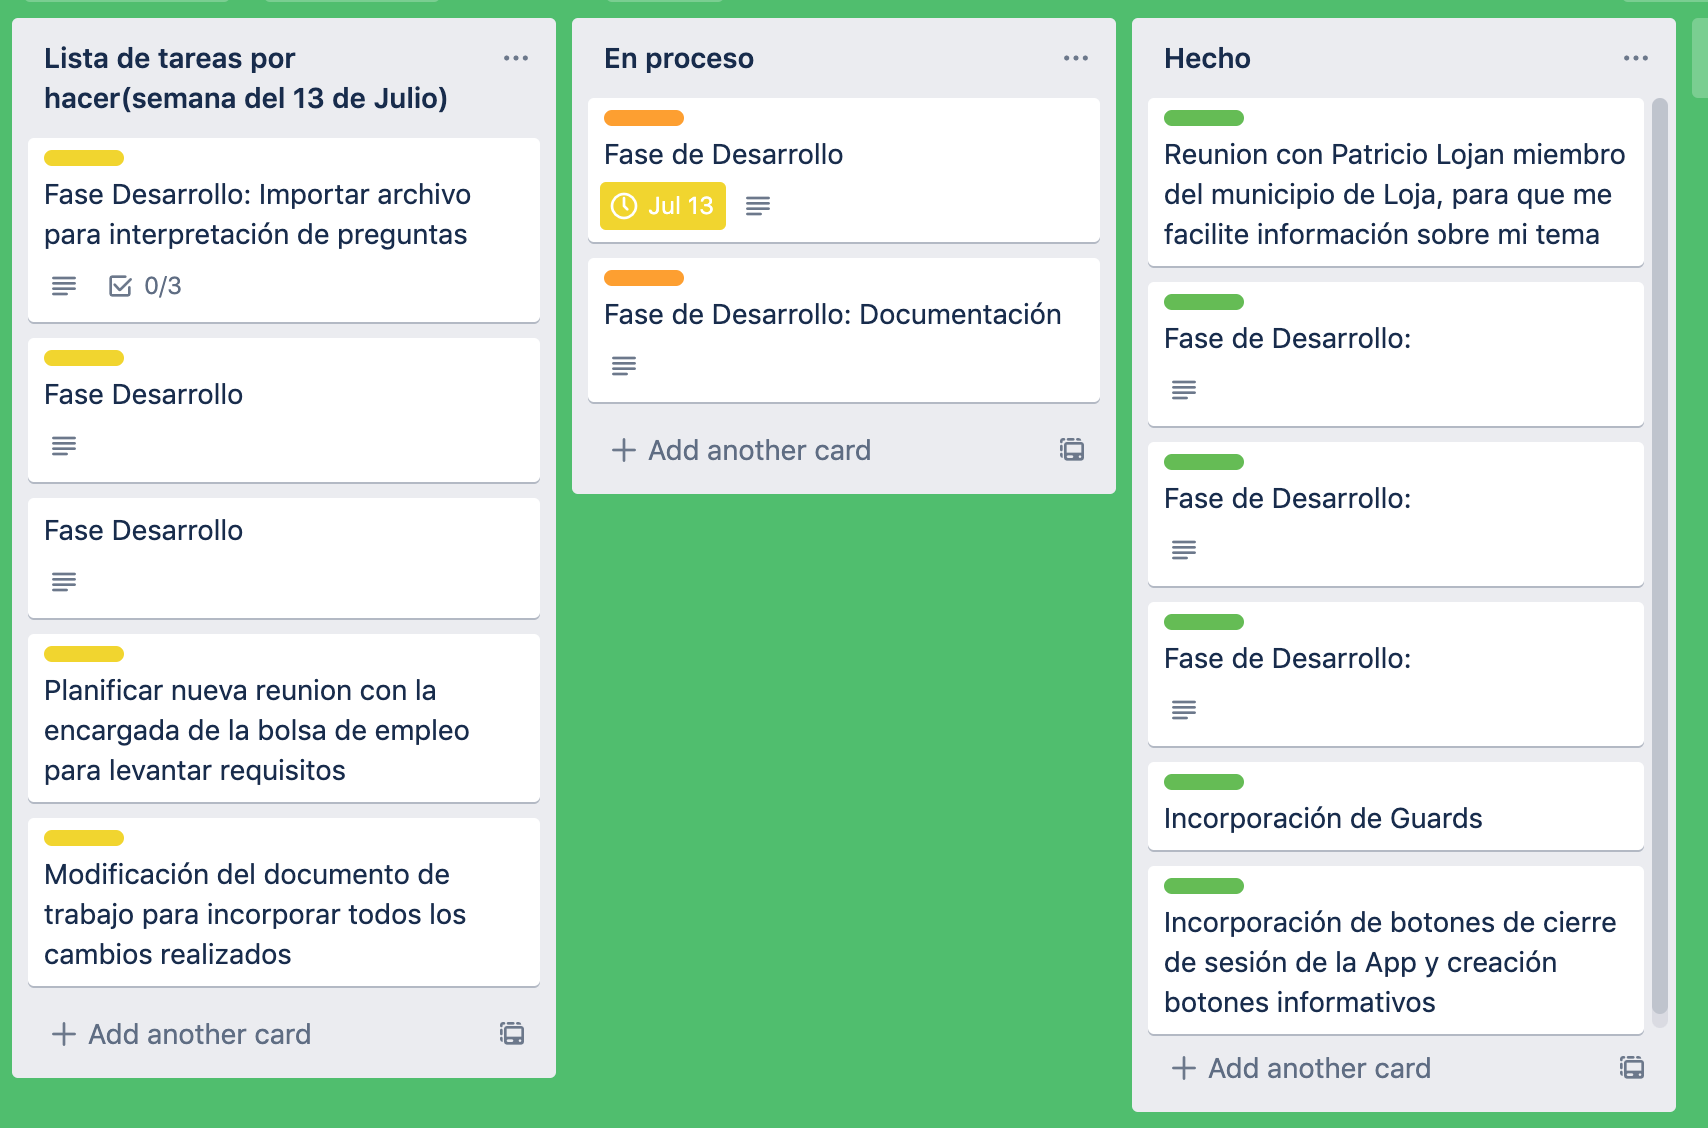 Lista de tareas por
hacer(semana del 13 de Julio)
Fase Desarrollo: Importar archivo
para interpretación de preguntas
0/3
Fase Desarrollo
Fase Desarrollo
Planificar nueva reunion con la
encargada de la bolsa de empleo
para levantar requisitos
Modificación del documento de
trabajo para incorporar todos los
cambios realizados
Add another card
En proceso
Fase de Desarrollo
Jul 13
Fase de Desarrollo: Documentación
Add another card
Hecho
Reunion con Patricio Lojan miembro
del municipio de Loja, para que me
facilite información sobre mi tema
Fase de Desarrollo:
Fase de Desarrollo:
Fase de Desarrollo:
Incorporación de Guards
Incorporación de botones de cierre
de sesión de la App y creación
botones informativos
Add another card